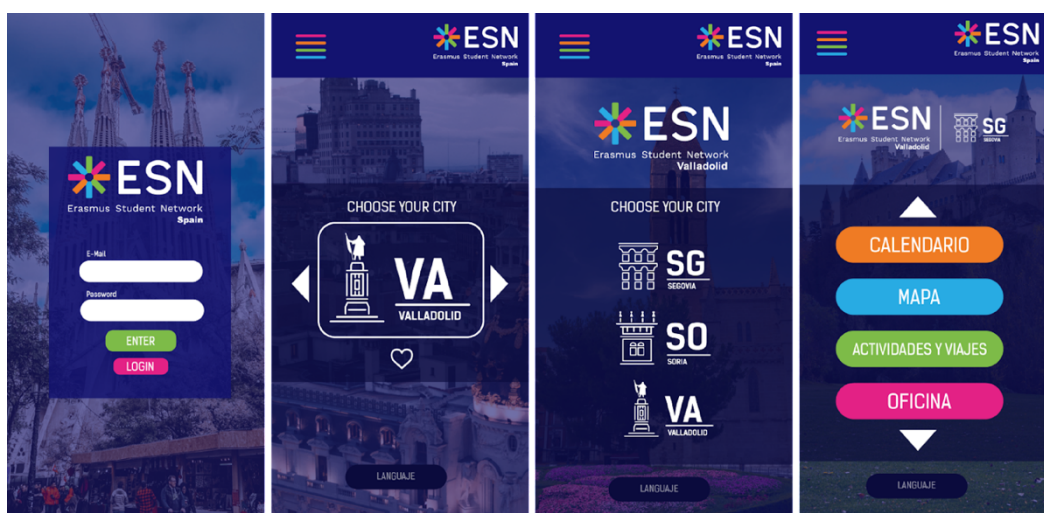 ESN
Erasmus Student Network
Spain
E-Mail
Password
ENTER
LOGIN
ESN
Erasmus Student Network
Spain
CHOOSE YOUR CITY
VA
VALLADOLID
LANGUAJE
ESN
Erasmus Student Network
Spain
ESN
Erasmus Student Network
Valladolid
CHOOSE YOUR CITY
SG
SEGOVIA
SO
SORIA
VA
VALLADOLID
LANGUAJE
ESN
Erasmus Student Network
Spain
ESN
Erasmus Student Network
Valladolid
SG
SEGOVIA
CALENDARIO
MAPA
ACTIVIDADES Y VIAJES
OFICINA
LANGUAJE